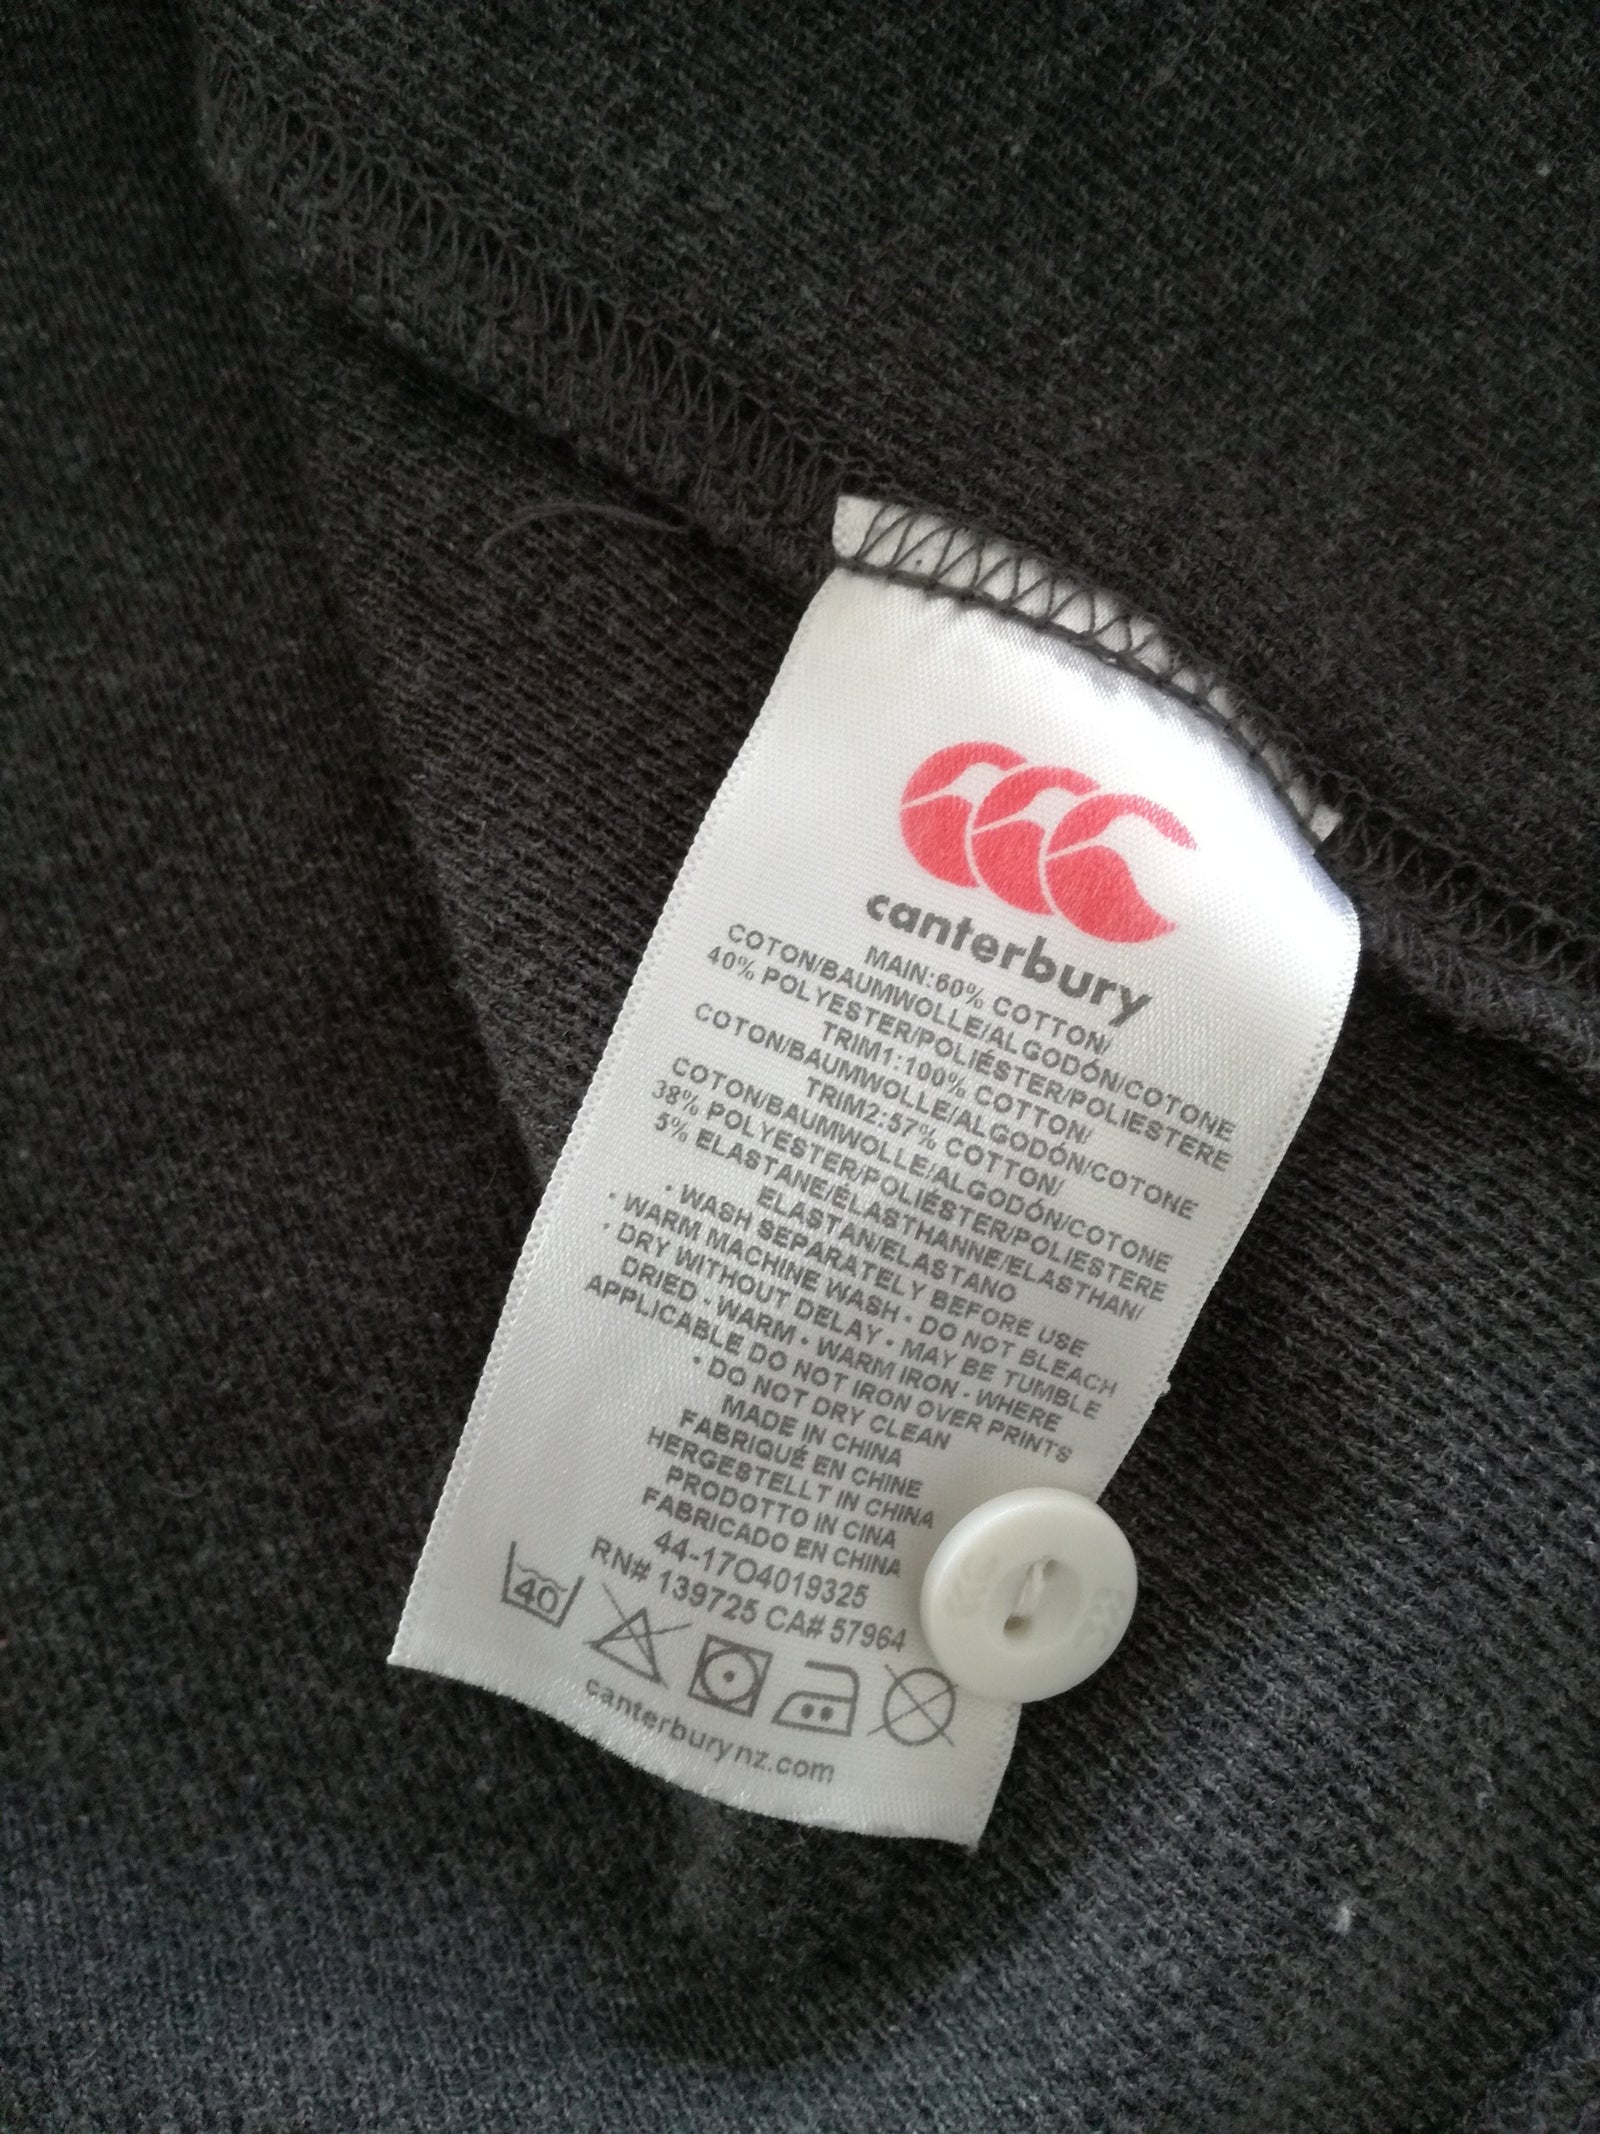 canterbury
MAIN:60% COTTON/
COTON/BAUMWOLLE/ALGODÓN/COTONE
40% POLYESTER/POLIÉSTER/POLIESTERE
TRIM1:100% COTTON/
COTON/BAUMWOLLE/ALGODÓN/COTONE
TRIM2:57% COTTON/
COTON/BAUMWOLLE/ALGODÓN/COTONE
38% POLYESTER/POLIÉSTER/POLIESTERE
5% ELASTANE/ÉLASTHANNE/ELASTHAN/
ELASTAN/ELASTANO
• WASH SEPARATELY BEFORE USE
• WARM MACHINE WASH • DO NOT BLEACH
• DRY WITHOUT DELAY • MAY BE TUMBLE
DRIED - WARM • WARM IRON - WHERE
APPLICABLE DO NOT IRON OVER PRINTS
• DO NOT DRY CLEAN
MADE IN CHINA
FABRIQUÉ EN CHINE
HERGESTELLT IN CHINA
PRODOTTO IN CINA
FABRICADO EN CHINA
44-17O4019325
RN# 139725 CA# 57964
40
canterburynz.com